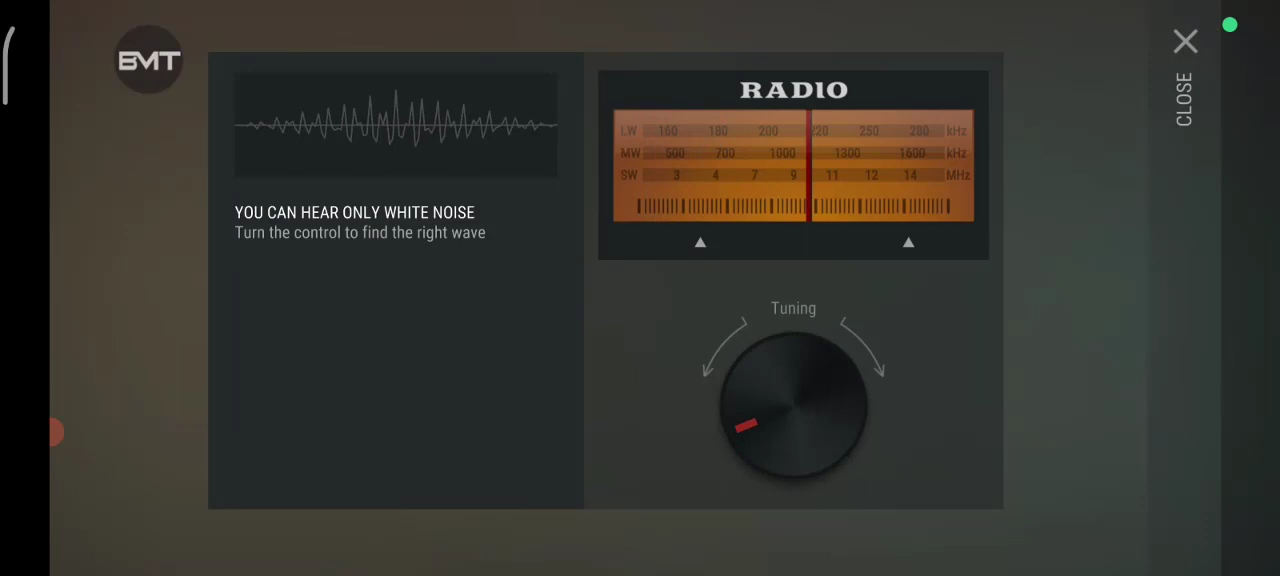 BMT
YOU CAN HEAR ONLY WHITE NOISE
Turn the control to find the right wave
RADIO
LW 160 180 200 220 250 280 kHz
MW 500 700 1000 1300 1600 kHz
SW 3 4 7 9 11 12 14 MHz
Tuning
CLOSE